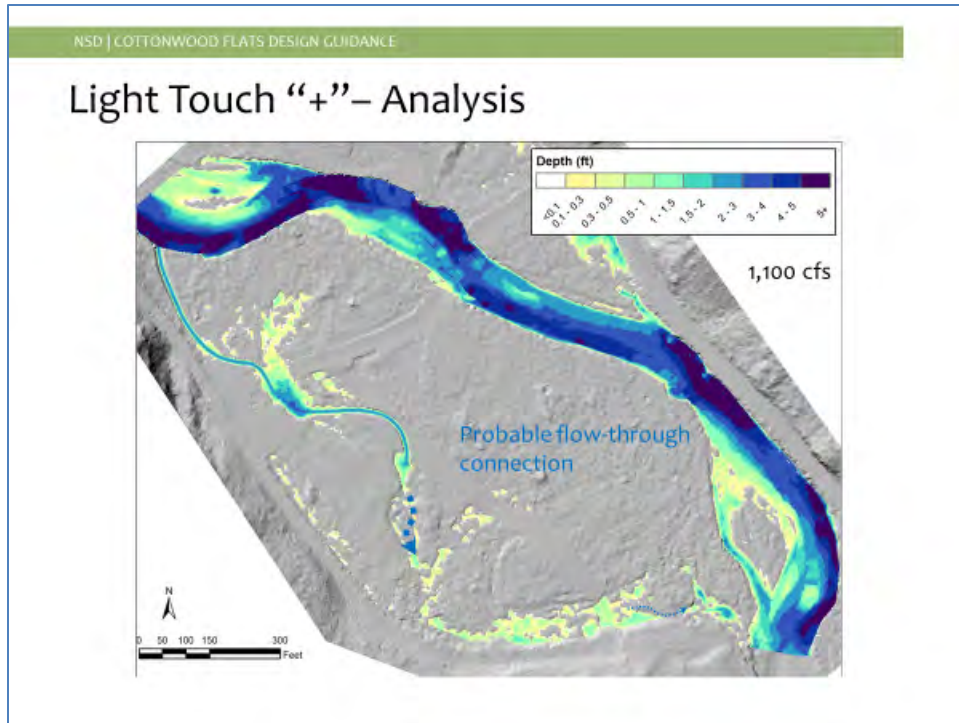 NSD | COTTONWOOD FLATS DESIGN GUIDANCE
Light Touch “+”– Analysis
Depth (ft)
<0.1
0.1 - 0.3
0.3 - 0.5
0.5 - 1
1 - 1.5
1.5 - 2
2 - 3
3 - 4
4 - 5
5+
1,100 cfs
Probable flow-through
connection
N
0 50 100 150 300
Feet